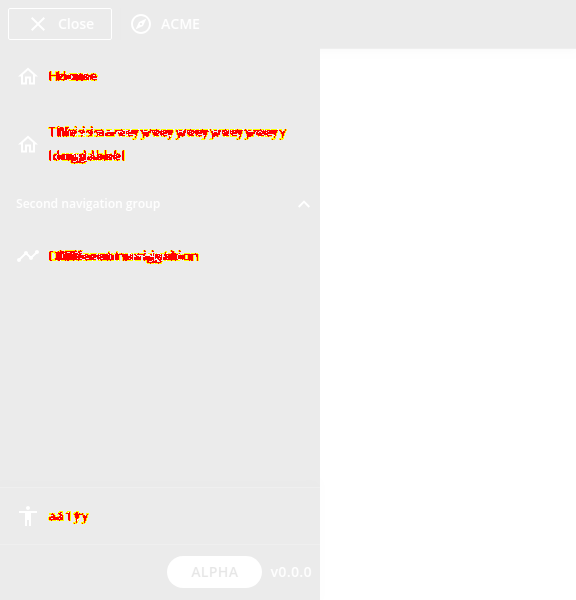 Close
ACME
Home
This is a very very very very very
long label
Second navigation group
Different navigation
a11y
ALPHA
v0.0.0